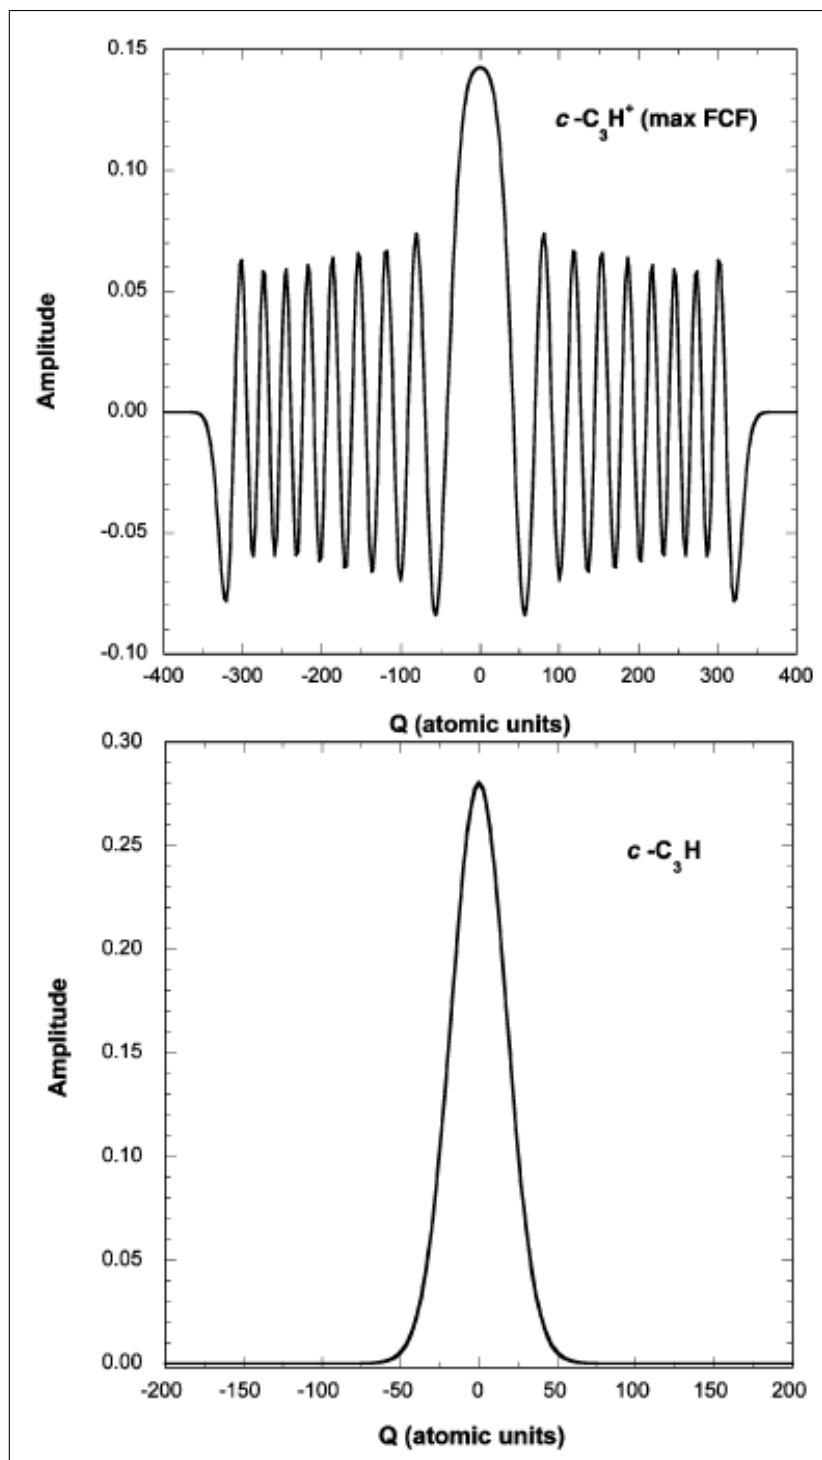 0.15
c -C3H+ (max FCF)
0.10
0.05
0.00
-0.05
-0.10
Amplitude
-400 -300 -200 -100 0 100 200 300 400
Q (atomic units)
0.30
c -C3H
0.25
0.20
0.15
0.10
0.05
0.00
Amplitude
-200 -150 -100 -50 0 50 100 150 200
Q (atomic units)